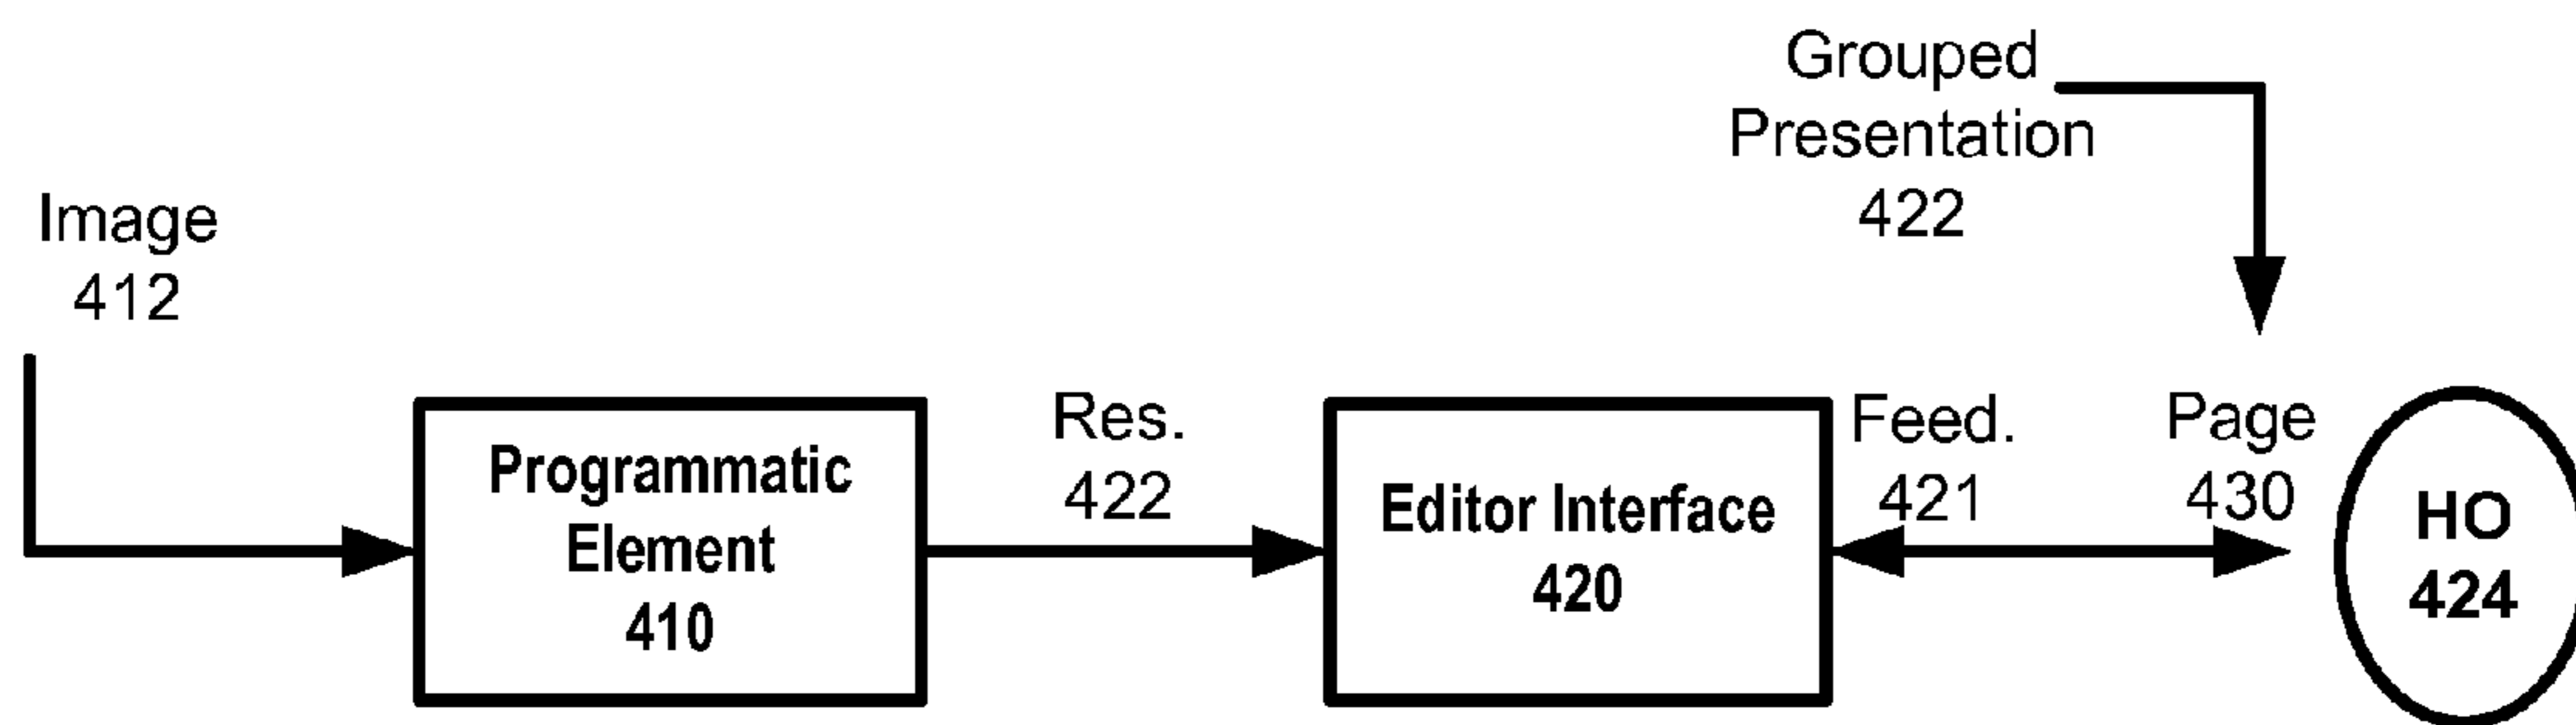 Grouped
Presentation
422
Image
412
Programmatic
Element
410
Res.
422
Editor Interface
420
Feed.
421
Page
430
HO
424